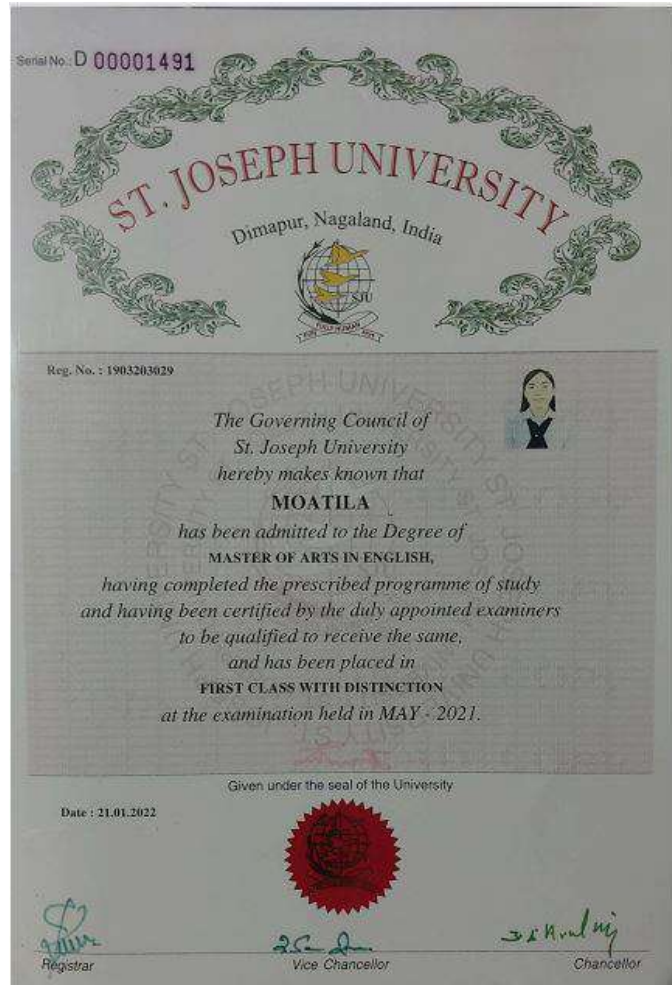 Serial No.: D 00001491
ST. JOSEPH UNIVERSITY
Dimapur, Nagaland, India
SJU
FULLY HUMAN
Reg. No. : 1903203029
The Governing Council of
St. Joseph University
hereby makes known that
MOATILA
has been admitted to the Degree of
MASTER OF ARTS IN ENGLISH,
having completed the prescribed programme of study
and having been certified by the duly appointed examiners
to be qualified to receive the same,
and has been placed in
FIRST CLASS WITH DISTINCTION
at the examination held in MAY - 2021.
Given under the seal of the University
Date : 21.01.2022
Registrar
Vice Chancellor
Chancellor